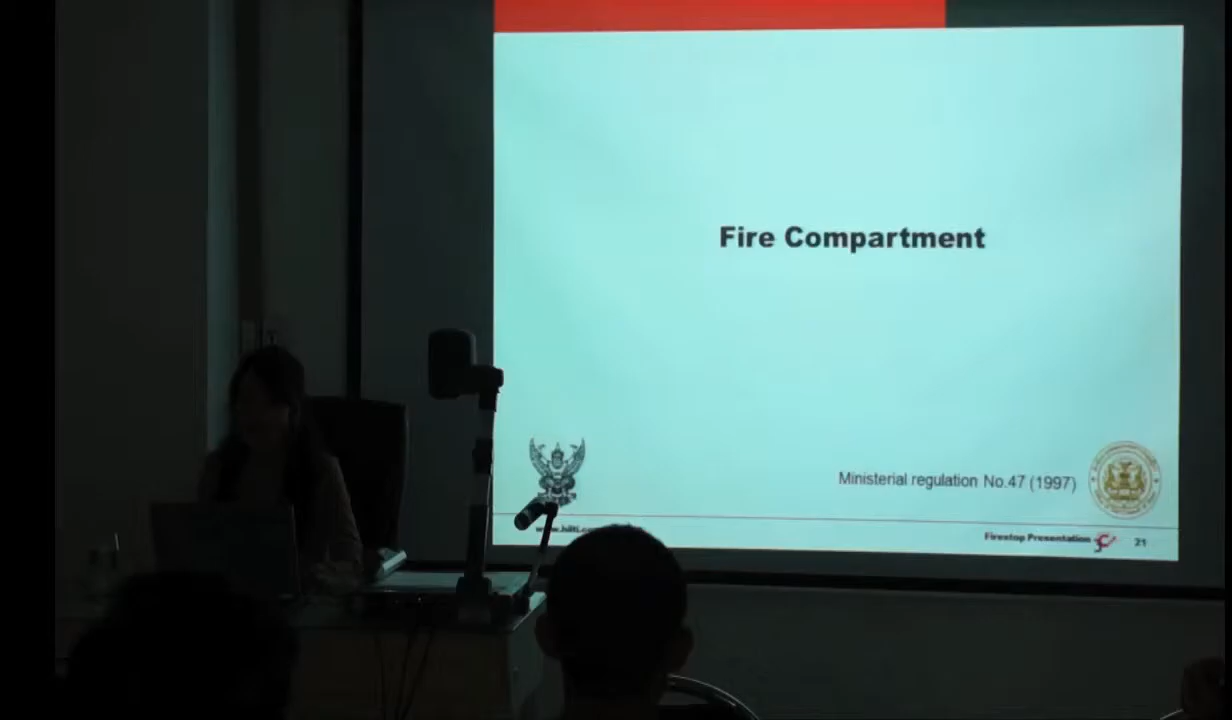 Fire Compartment
Ministerial regulation No.47 (1997)
Firestop Presentation
21